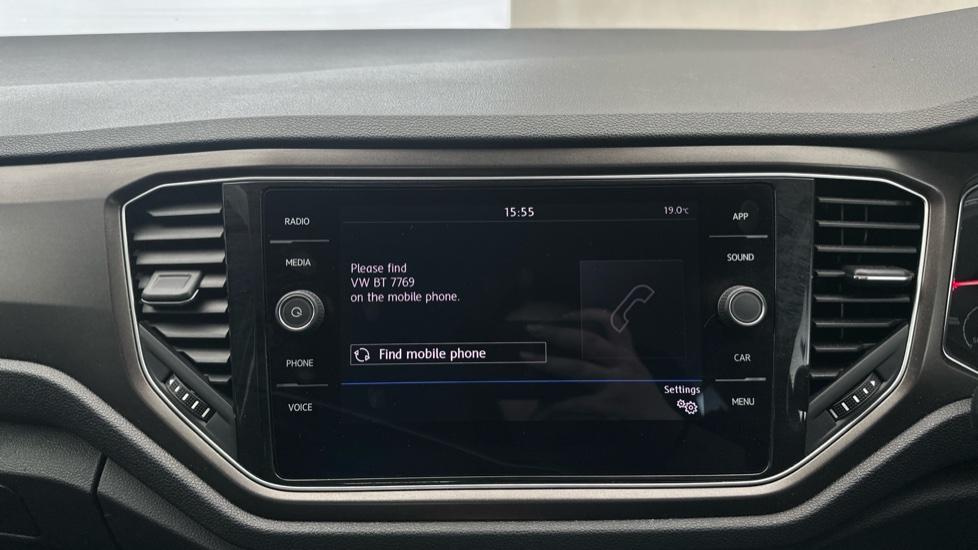 15:55
19.0°C
RADIO
MEDIA
PHONE
VOICE
Please find
VW BT 7769
on the mobile phone.
Find mobile phone
Settings
APP
SOUND
CAR
MENU